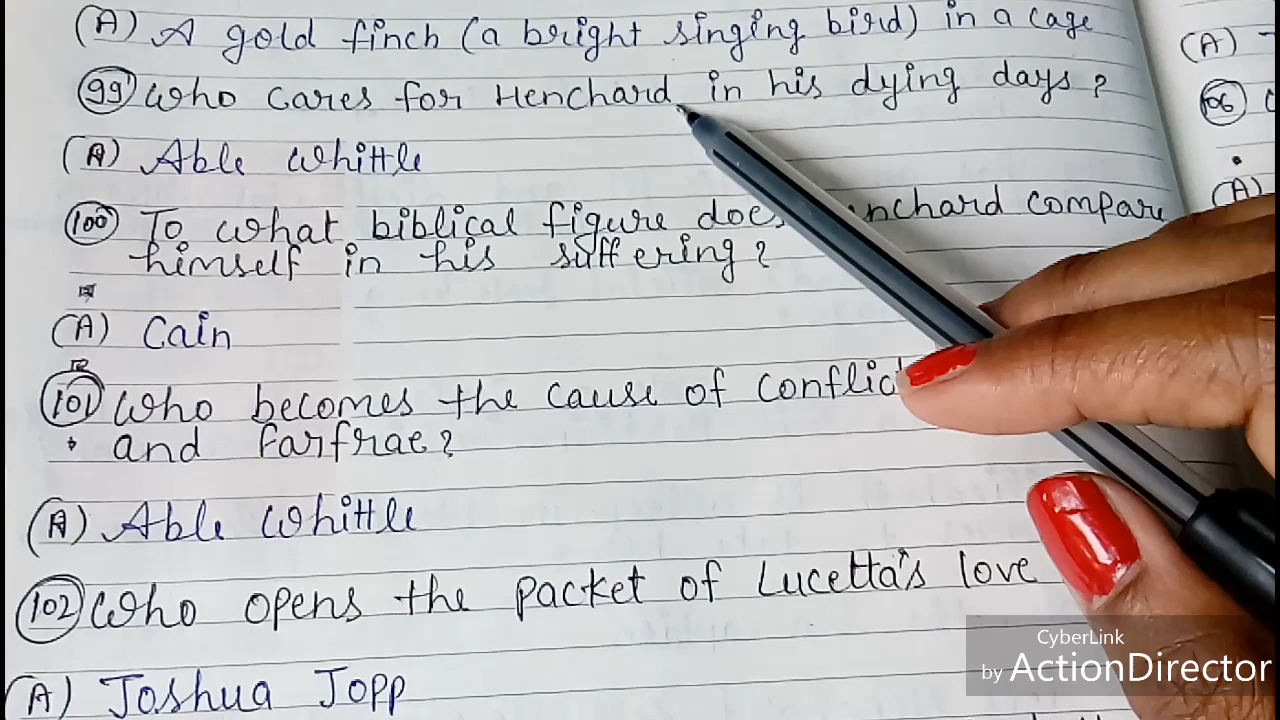 (A) A gold finch (a bright singing bird) in a cage
(99) Who cares for Henchard in his dying days?
(A) Able Whittle
(100) To what biblical figure does enchard compare
himself in his suffering?
(A) Cain
(101) Who becomes the cause of conflic
and Farfrae?
(A) Able Whittle
(102) Who opens the packet of Lucetta's love
(A) Joshua Jopp
(A)
106
(A)
CyberLink
by ActionDirector